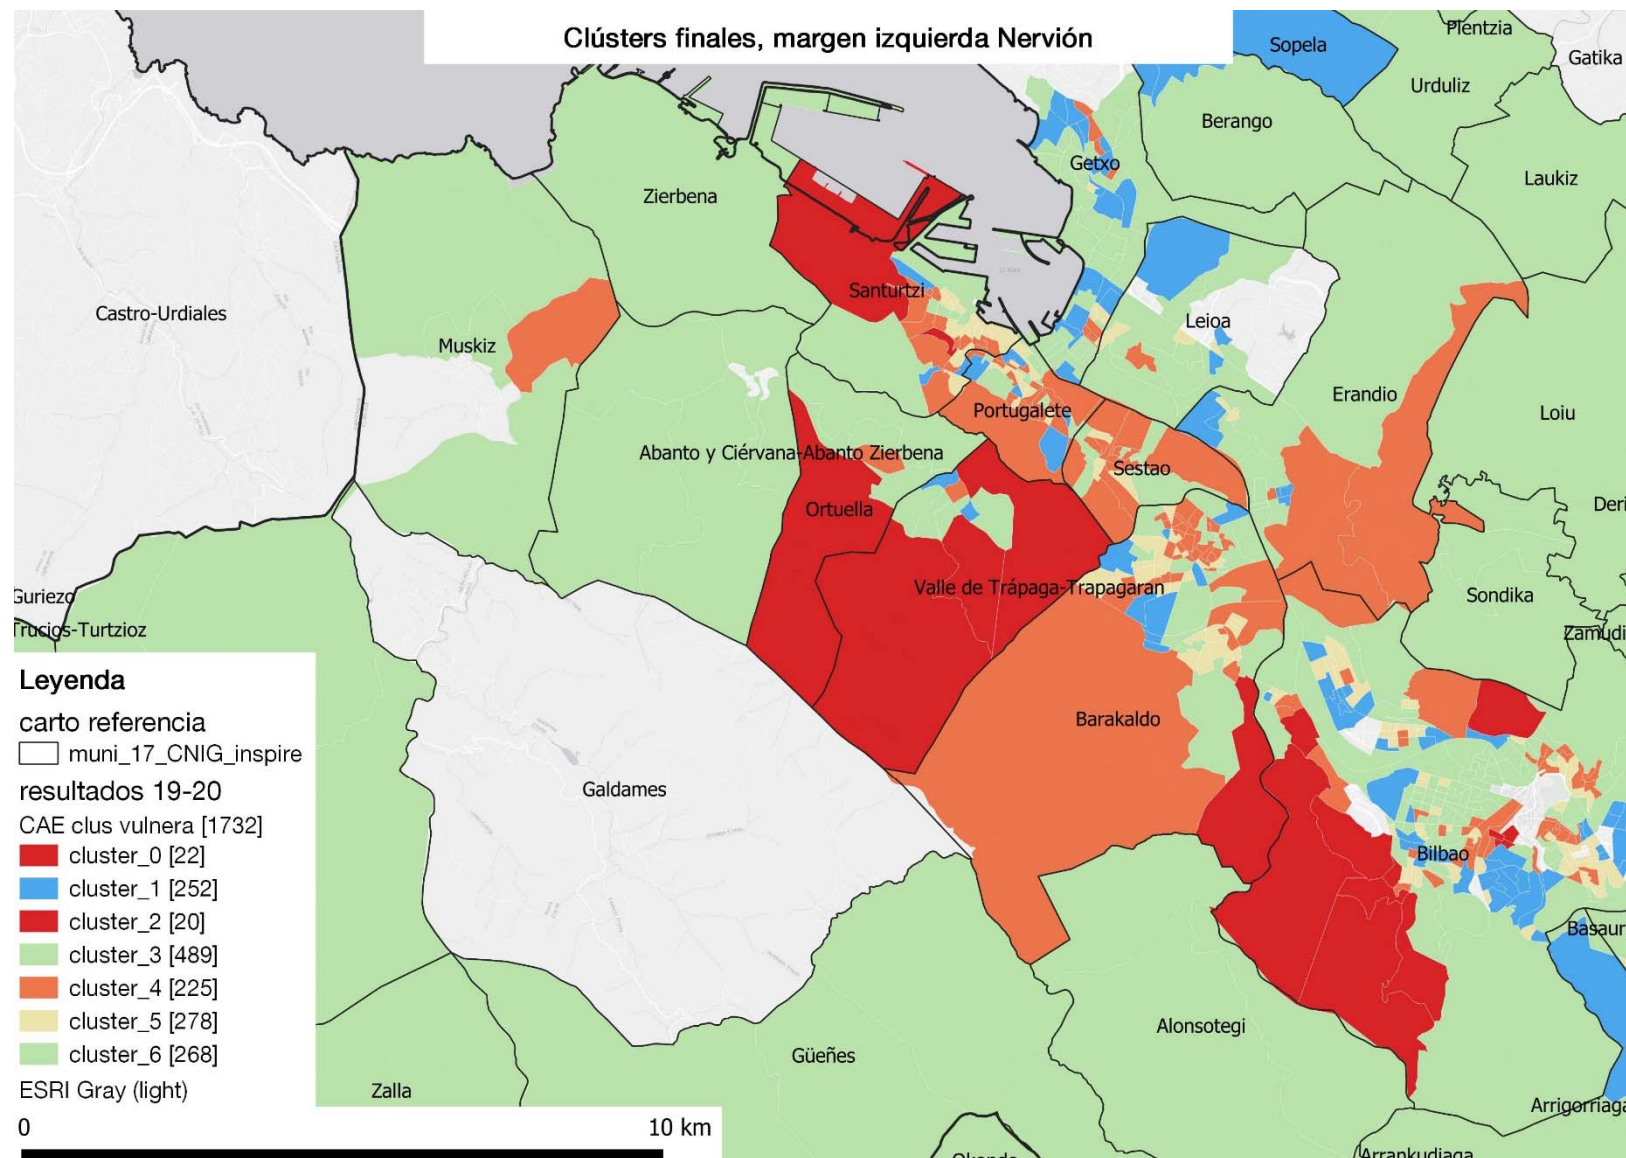 Clústers finales, margen izquierda Nervión
Plentzia
Sopela
Gatika
Urduliz
Berango
Getxo
Laukiz
Zierbena
Santurtzi
Castro-Urdiales
Leioa
Muskiz
Erandio
Portugalete
Loiu
Abanto y Ciérvana-Abanto Zierbena
Sestao
Ortuella
Deri
Valle de Trápaga-Trapagaran
Guriezo
Sondika
Trucios-Turtzioz
Zamudi
Barakaldo
Galdames
Bilbao
Basaur
Alonsotegi
Güeñes
Zalla
Arrigorriaga
Arrankudiaga
Okondo
Leyenda
carto referencia
muni_17_CNIG_inspire
resultados 19-20
CAE clus vulnera [1732]
cluster_0 [22]
cluster_1 [252]
cluster_2 [20]
cluster_3 [489]
cluster_4 [225]
cluster_5 [278]
cluster_6 [268]
ESRI Gray (light)
0 10 km